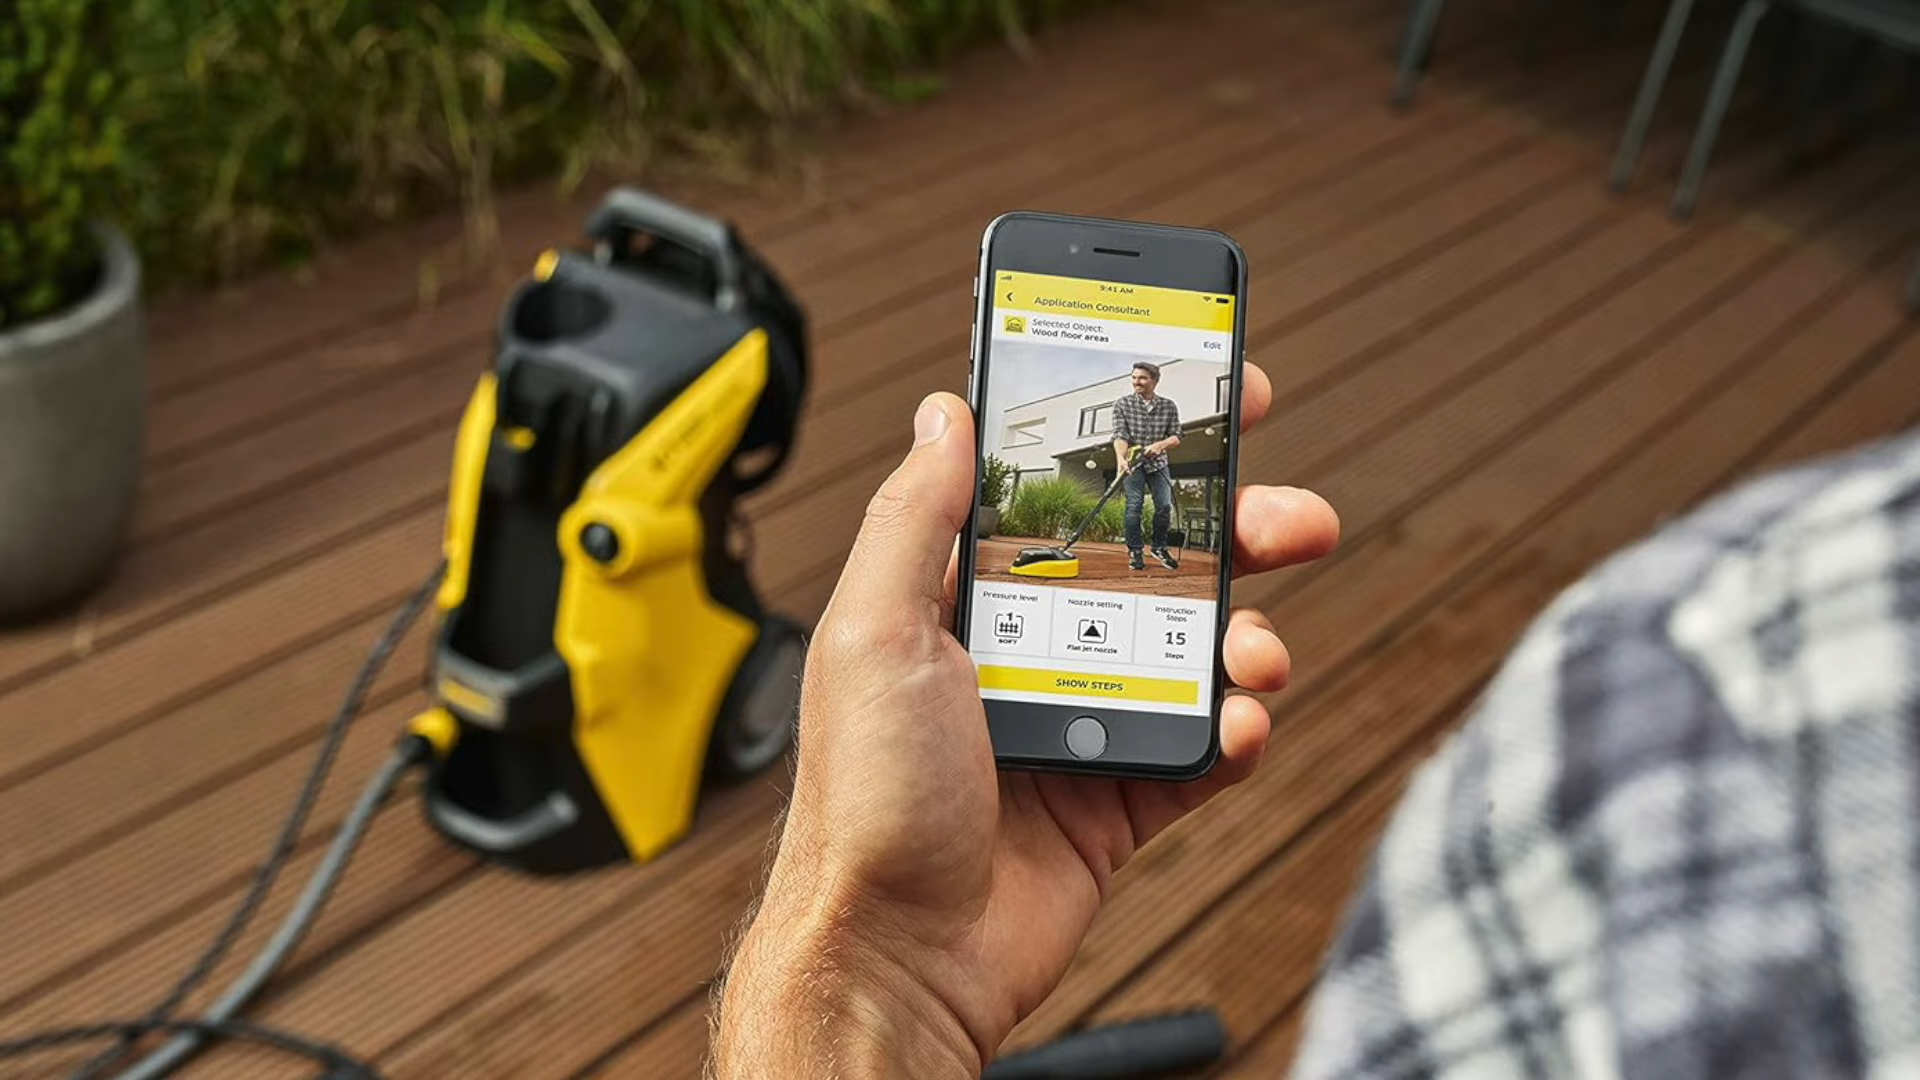 9:41 AM
Application Consultant
Selected Object:
Wood floor areas
Edit
Pressure level
Nozzle setting
Instruction
Steps
1
SOFT
Flat jet nozzle
15
Steps
SHOW STEPS